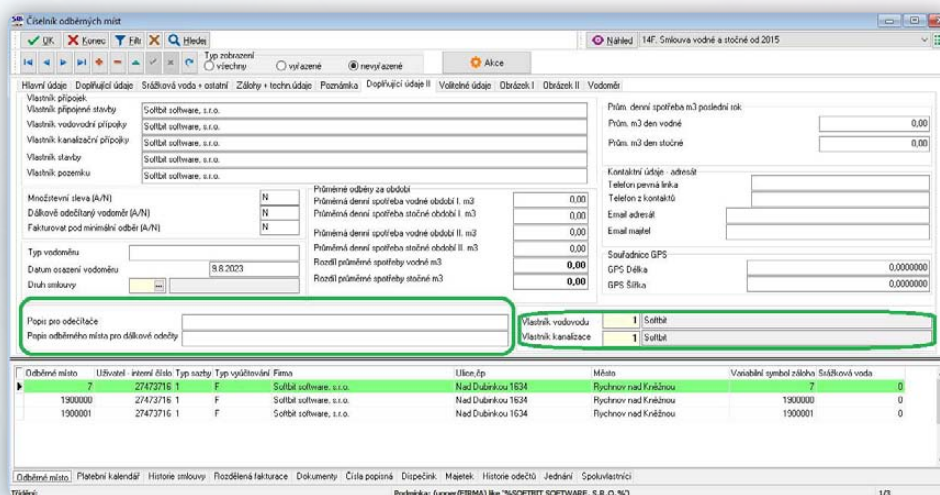 Číselník odběrných míst
OK Konec Filtr Hledej Náhled 14F. Smlouva vodné a stočné od 2015
Typ zobrazení
všechny vyřazené nevyřazené Akce
Hlavní údaje Doplňující údaje Srážková voda + ostatní Zálohy + techn.údaje Poznámka Doplňující údaje II Volitelné údaje Obrázek I Obrázek II Vodoměr
Vlastník přípojek
Vlastník připojené stavby Softbit software, s.r.o.
Vlastník vodovodní přípojky Softbit software, s.r.o.
Vlastník kanalizační přípojky Softbit software, s.r.o.
Vlastník stavby Softbit software, s.r.o.
Vlastník pozemku Softbit software, s.r.o.
Prům. denní spotřeba m3 poslední rok
Prům. m3 den vodné 0,00
Prům. m3 den stočné 0,00
Množstevní sleva (A/N) N
Dálkově odečítaný vodoměr (A/N) N
Fakturovat pod minimální odběr (A/N) N
Průměrné odběry za období
Průměrná denní spotřeba vodné období I. m3 0,00
Průměrná denní spotřeba stočné období I. m3 0,00
Průměrná denní spotřeba vodné období II. m3 0,00
Průměrná denní spotřeba stočné období II. m3 0,00
Rozdíl průměrné spotřeby vodné m3 0,00
Rozdíl průměrné spotřeby stočné m3 0,00
Kontaktní údaje - adresát
Telefon pevná linka
Telefon z kontaktů
Email adresát
Email majitel
Typ vodoměru
Datum osazení vodoměru 9.8.2023
Druh smlouvy ...
Souřadnice GPS
GPS Délka 0,0000000
GPS Šířka 0,0000000
Popis pro odečítače
Popis odběrného místa pro dálkové odečty
Vlastník vodovodu 1 Softbit
Vlastník kanalizace 1 Softbit
Odběrné místo Uživatel - interní číslo Typ sazby Typ vyúčtování Firma Ulice,čp Město Variabilní symbol záloha Srážková voda
7 27473716 1 F Softbit software, s.r.o. Nad Dubinkou 1634 Rychnov nad Kněžnou 7 0
1900000 27473716 1 F Softbit software, s.r.o. Nad Dubinkou 1634 Rychnov nad Kněžnou 1900000 0
1900001 27473716 1 F Softbit software, s.r.o. Nad Dubinkou 1634 Rychnov nad Kněžnou 1900001 0
Odběrné místo Platební kalendář Historie smlouvy Rozdělená fakturace Dokumenty Čísla popisná Dispečink Majetek Historie odečtů Jednání Spoluvlastníci
Třídění: Podmínka: (upper(FIRMA) like '%SOFTBIT SOFTWARE, S.R.O.%') 1/3